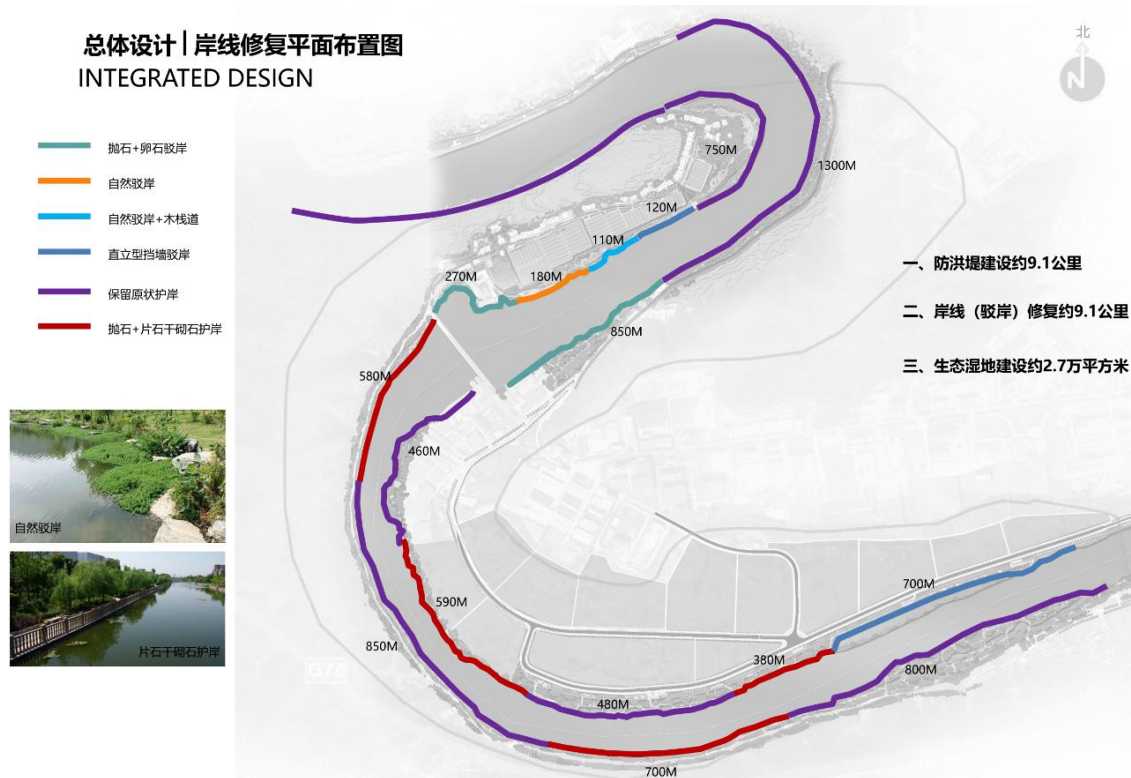 总体设计|岸线修复平面布置图
INTEGRATED DESIGN
北
N
抛石+卵石驳岸
自然驳岸
自然驳岸+木栈道
直立型挡墙驳岸
保留原状护岸
抛石+片石干砌石护岸
750M
1300M
120M
110M
180M
270M
850M
580M
460M
590M
850M
480M
700M
380M
700M
800M
G76
一、防洪堤建设约9.1公里
二、岸线（驳岸）修复约9.1公里
三、生态湿地建设约2.7万平方米
自然驳岸
片石干砌石护岸